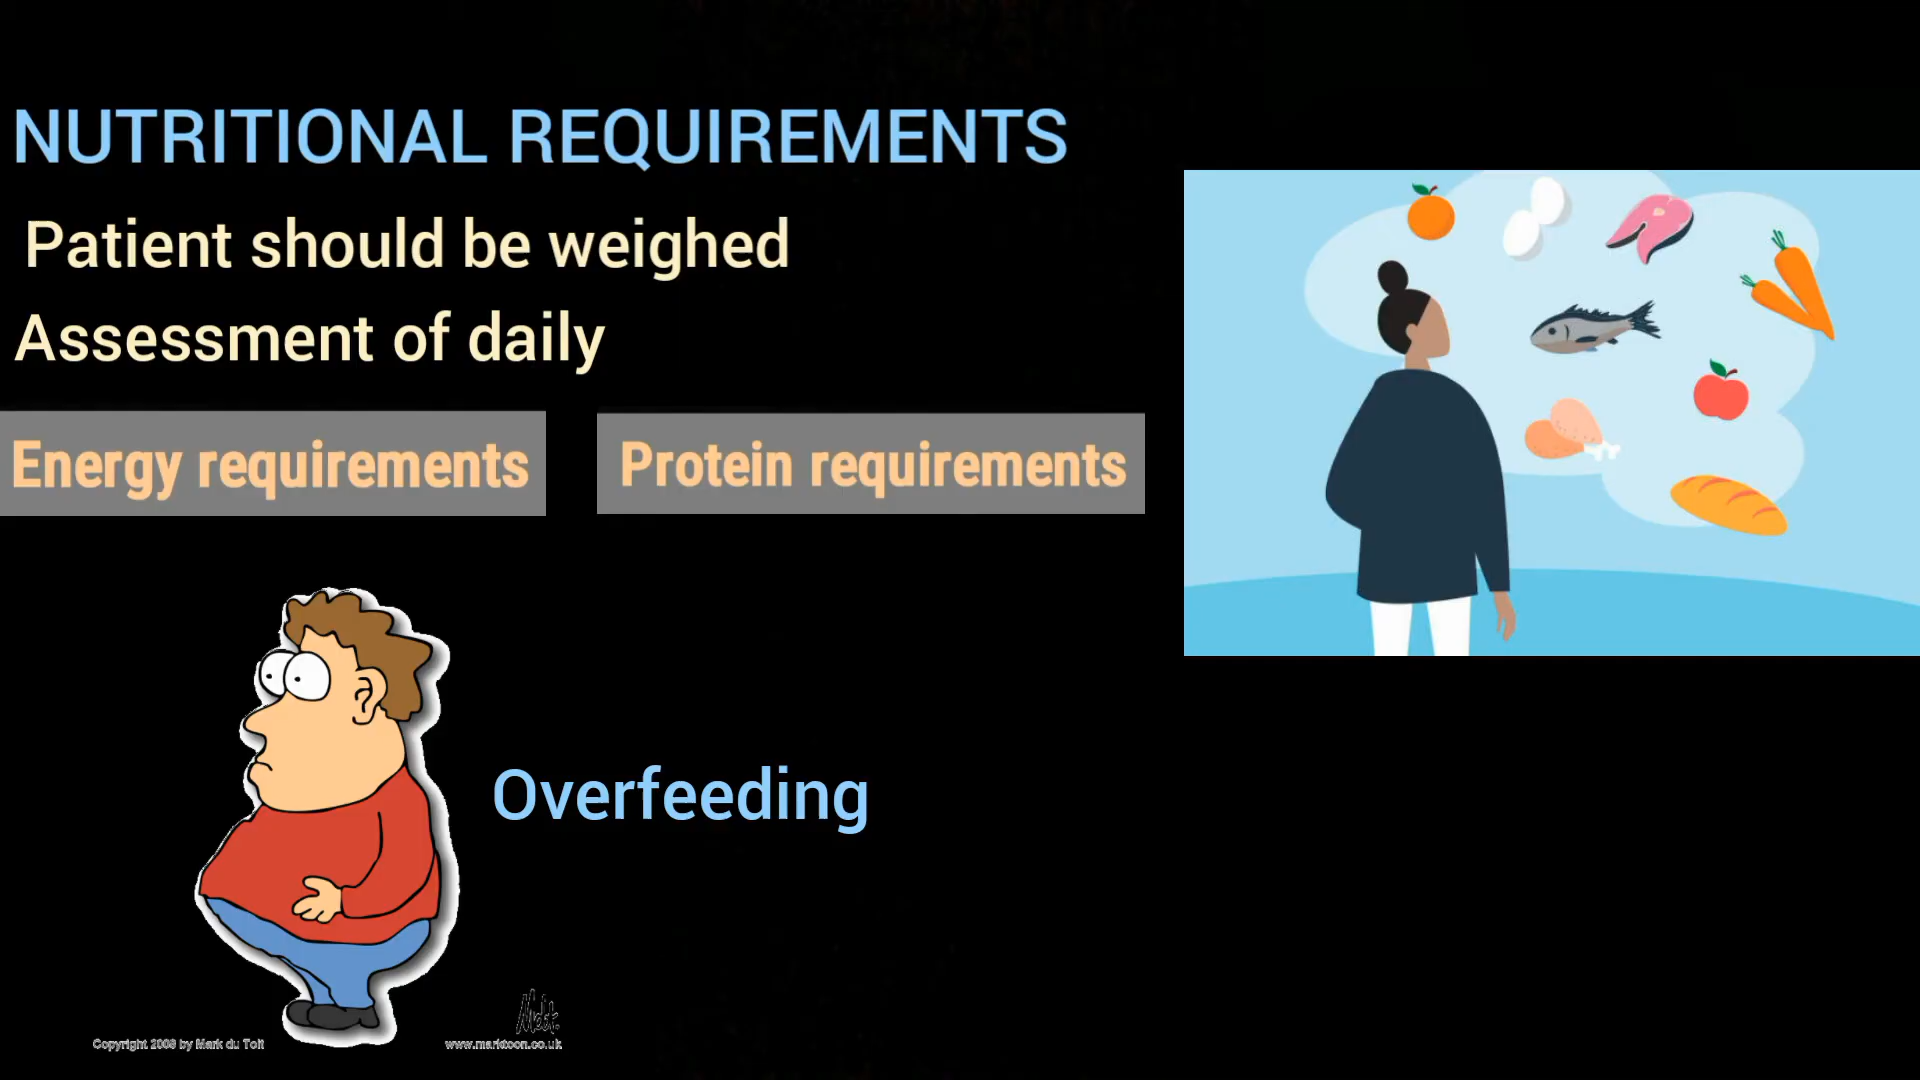 NUTRITIONAL REQUIREMENTS
Patient should be weighed
Assessment of daily
Energy requirements
Protein requirements
Overfeeding
Copyright 2009 by Mark du Toit
www.marktoon.co.uk